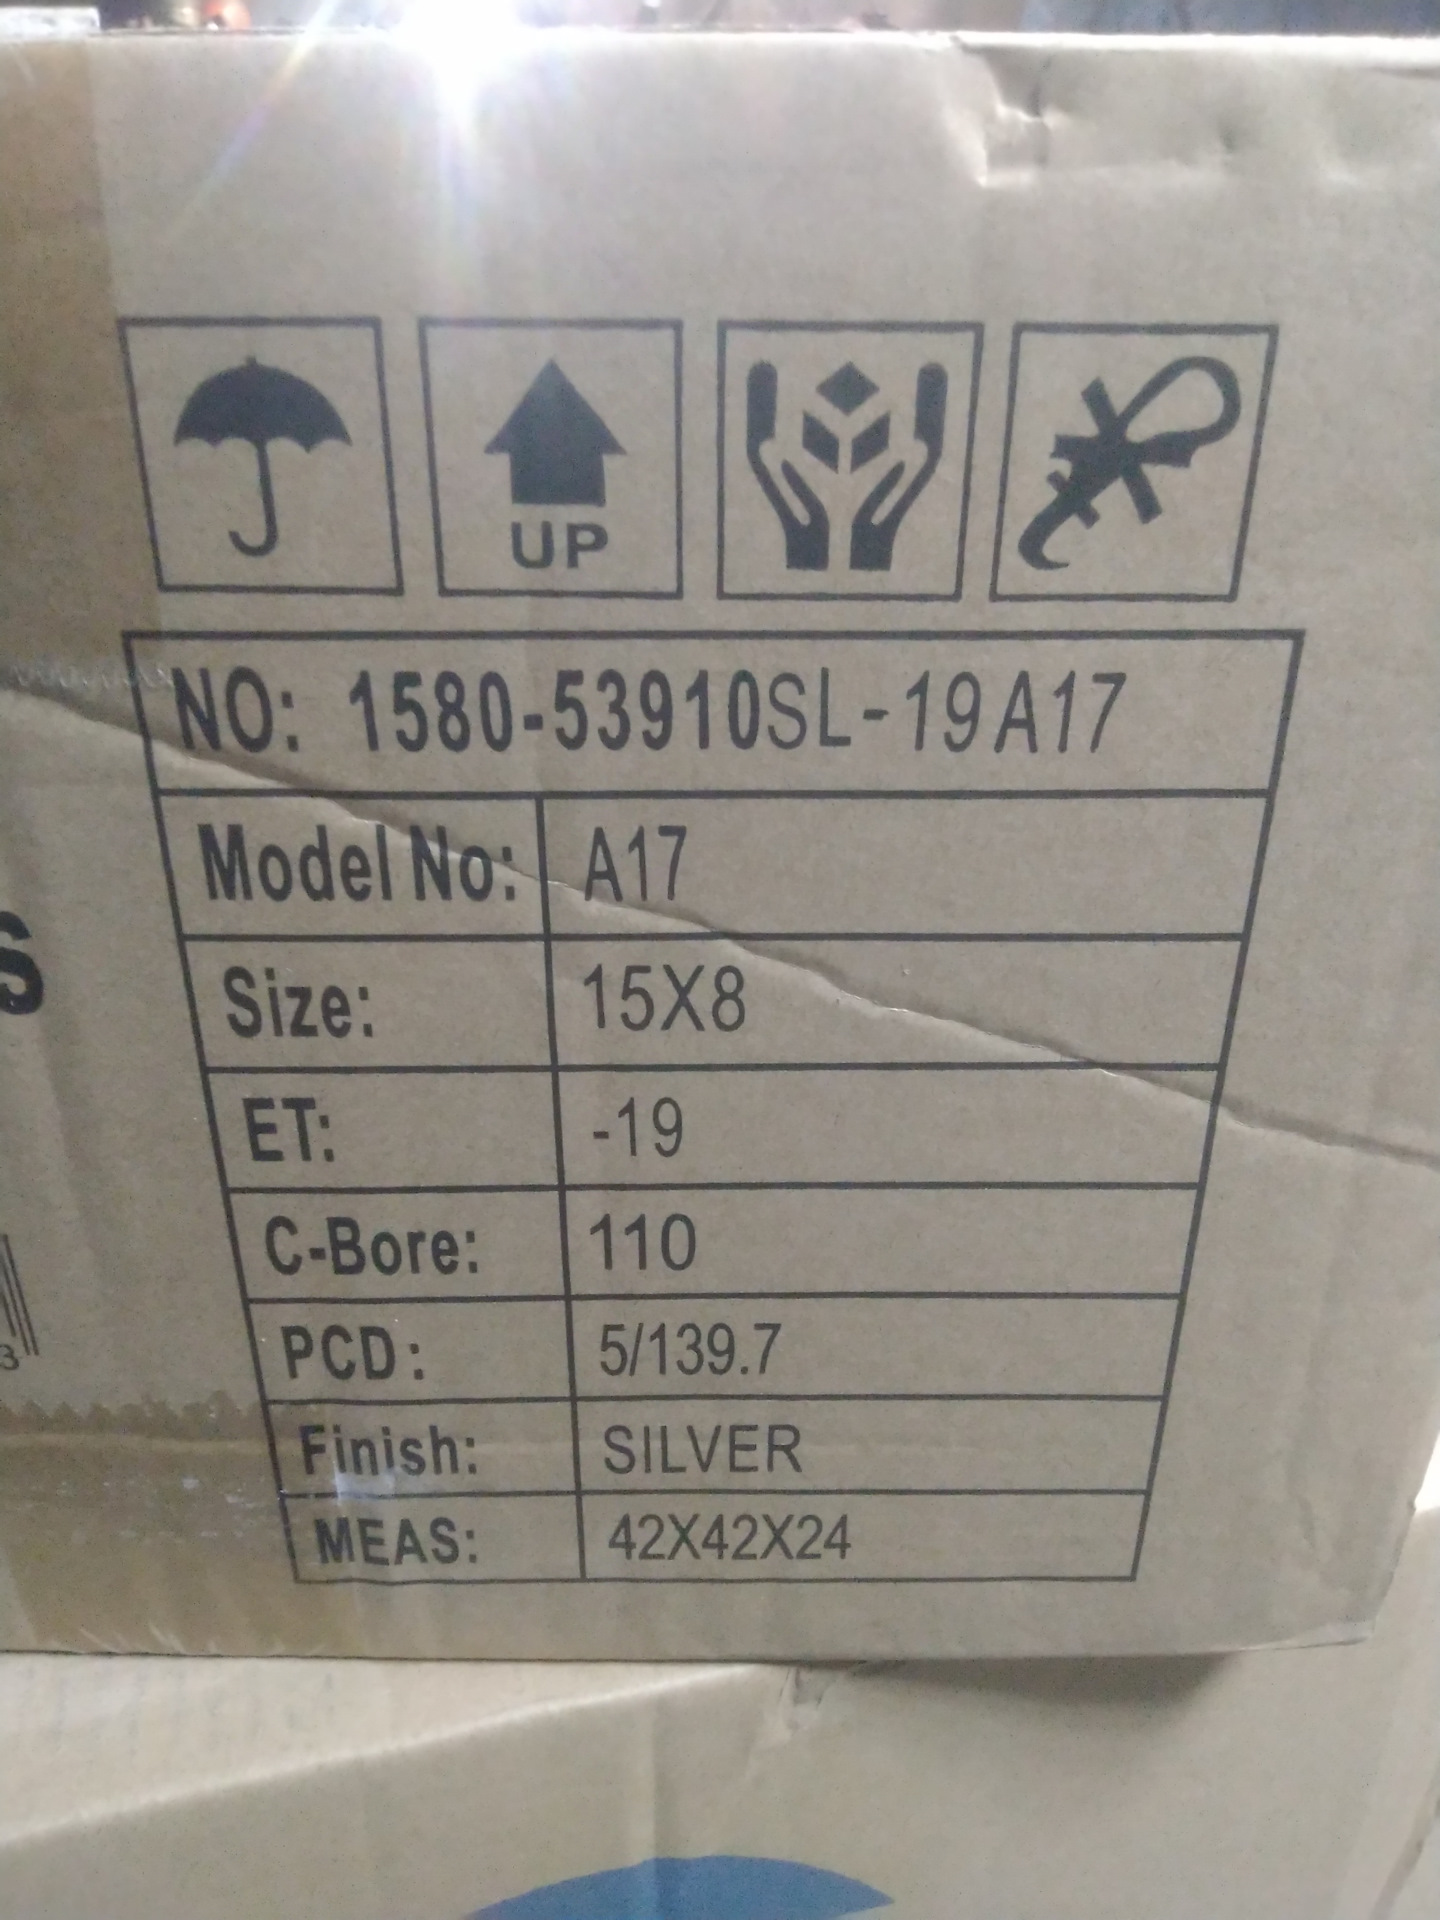 UP
NO: 1580-53910SL-19A17
Model No: A17
Size: 15X8
ET: -19
C-Bore: 110
PCD: 5/139.7
Finish: SILVER
MEAS: 42X42X24
S
3